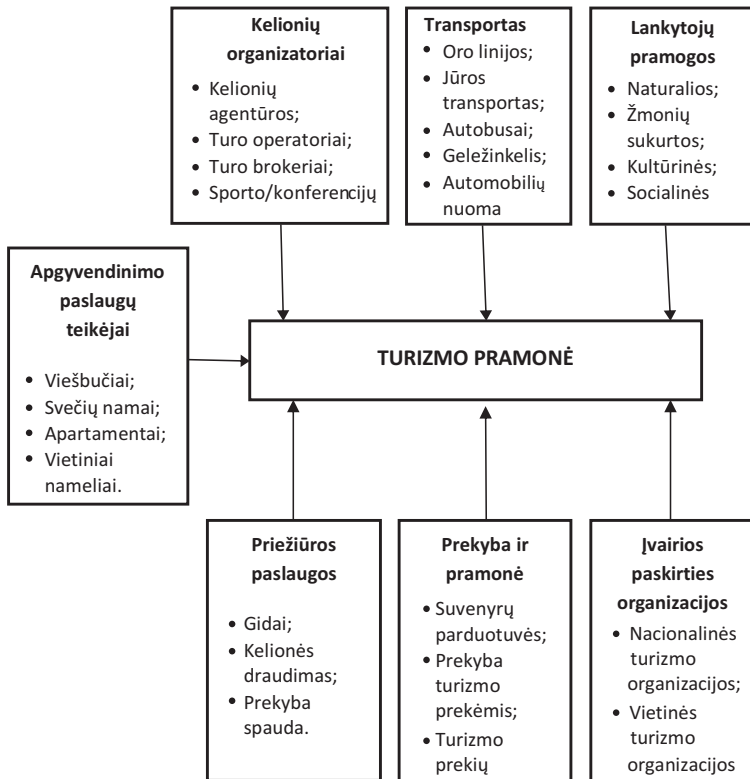 Kelionių
organizatoriai
• Kelionių
agentūros;
• Turo operatoriai;
• Turo brokeriai;
• Sporto/konferencijų
Transportas
• Oro linijos;
• Jūros
transportas;
• Autobusai;
• Geležinkelis;
• Automobilių
nuoma
Lankytojų
pramogos
• Naturalios;
• Žmonių
sukurtos;
• Kultūrinės;
• Socialinės
Apgyvendinimo
paslaugų
teikėjai
• Viešbučiai;
• Svečių namai;
• Apartamentai;
• Vietiniai
nameliai.
TURIZMO PRAMONĖ
Priežiūros
paslaugos
• Gidai;
• Kelionės
draudimas;
• Prekyba
spauda.
Prekyba ir
pramonė
• Suvenyrų
parduotuvės;
• Prekyba
turizmo
prekėmis;
• Turizmo
prekių
Įvairios
paskirties
organizacijos
• Nacionalinės
turizmo
organizacijos;
• Vietinės
turizmo
organizacijos